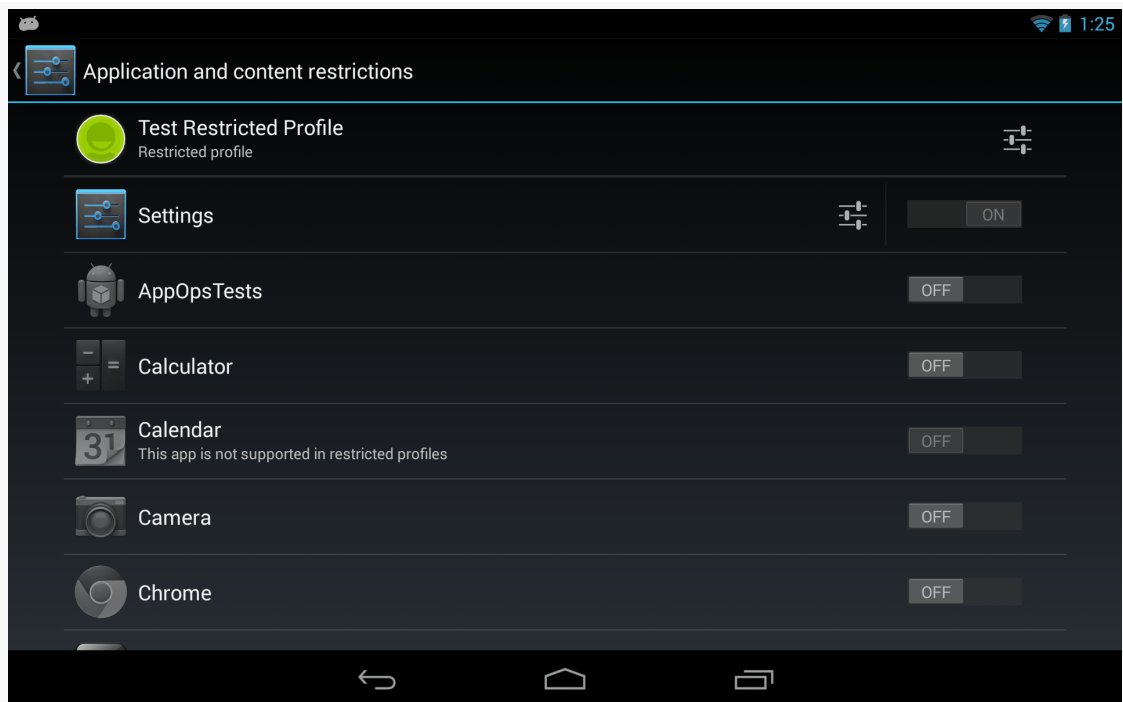 1:25
Application and content restrictions
Test Restricted Profile
Restricted profile
Settings
ON
AppOpsTests
OFF
Calculator
OFF
31
Calendar
This app is not supported in restricted profiles
OFF
Camera
OFF
Chrome
OFF